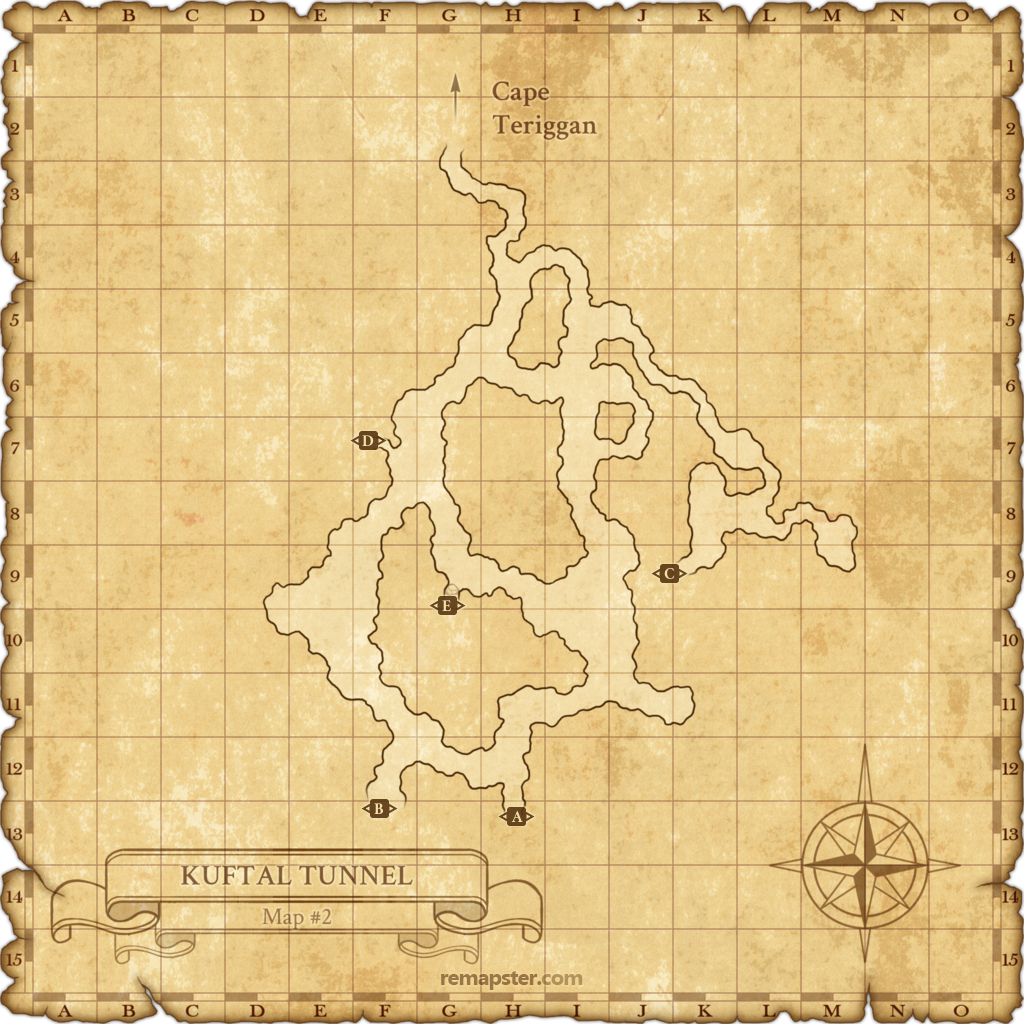 A B C D E F G H I J K L M N O
1 1
Cape
2 2
Teriggan
3 3
4 4
5 5
6 6
7 D 7
8 8
9 C 9
E
10 10
11 11
12 12
B A
13 13
KUFTAL TUNNEL
14 14
Map #2
15 15
remapster.com
A B C D E F G H I J K L M N O